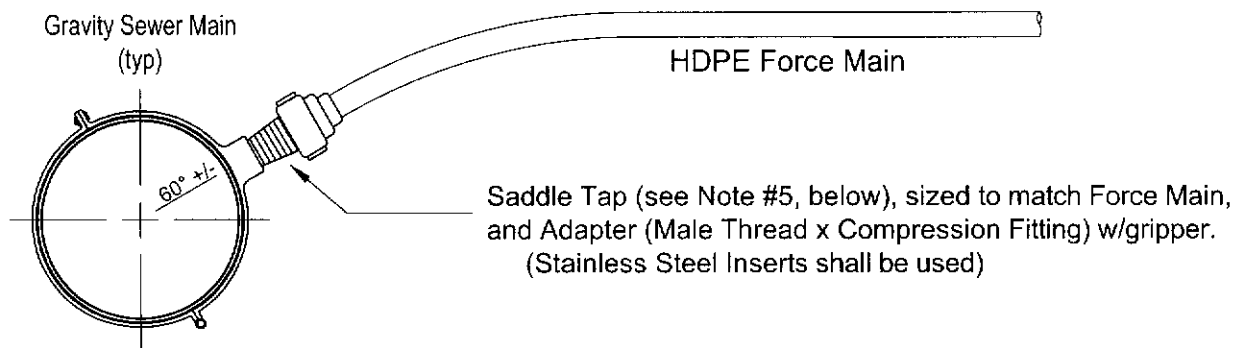 Gravity Sewer Main
(typ)
HDPE Force Main
60° +/-
Saddle Tap (see Note #5, below), sized to match Force Main,
and Adapter (Male Thread x Compression Fitting) w/gripper.
(Stainless Steel Inserts shall be used)